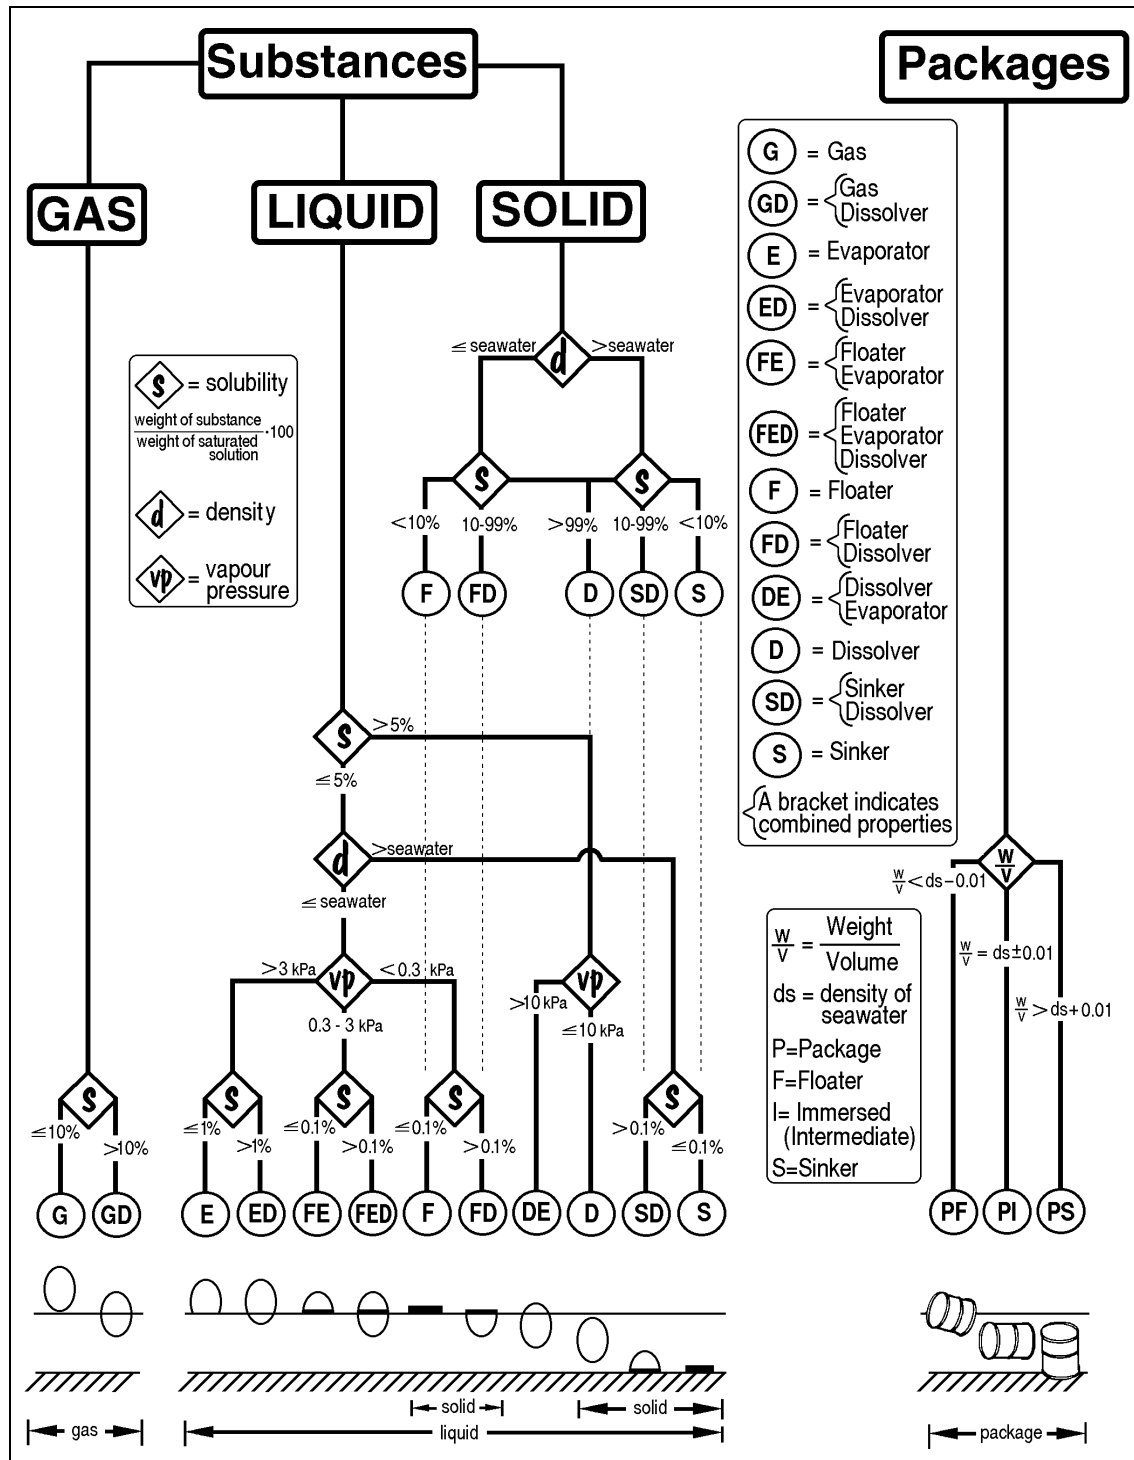 Substances
Packages
GAS
LIQUID
SOLID
G = Gas
GD = Gas
Dissolver
E = Evaporator
ED = Evaporator
Dissolver
FE = Floater
Evaporator
FED = Floater
Evaporator
Dissolver
F = Floater
FD = Floater
Dissolver
DE = Dissolver
Evaporator
D = Dissolver
SD = Sinker
Dissolver
S = Sinker
A bracket indicates
combined properties
S = solubility
weight of substance
weight of saturated
solution
·100
d = density
vp = vapour
pressure
≤ seawater
d
>seawater
S
S
<10%
10-99%
>99%
10-99%
<10%
F
FD
D
SD
S
S
>5%
≤5%
d
>seawater
≤ seawater
>3 kPa
vp
<0.3 kPa
0.3 - 3 kPa
vp
>10 kPa
≤10 kPa
S
≤10%
>10%
S
≤1%
>1%
S
≤0.1%
>0.1%
S
≤0.1%
>0.1%
S
>0.1%
≤0.1%
G
GD
E
ED
FE
FED
F
FD
DE
D
SD
S
w/v
w/v < ds−0.01
w/v = ds±0.01
w/v > ds+0.01
w/v = Weight
Volume
ds = density of
seawater
P=Package
F=Floater
I= Immersed
(Intermediate)
S=Sinker
PF
PI
PS
solid
solid
gas
liquid
package